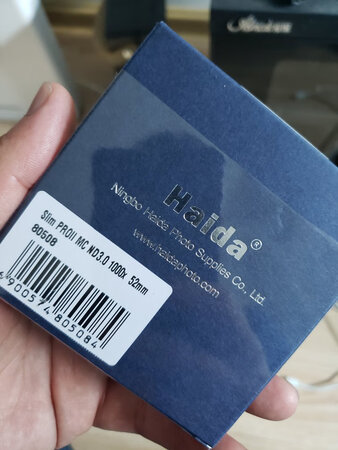 Haida®
Ningbo Haida Photo Supplies Co., Ltd.
www.haidaphoto.com
Slim PROII MC ND3.0 1000x 52mm
80508
6900574805084